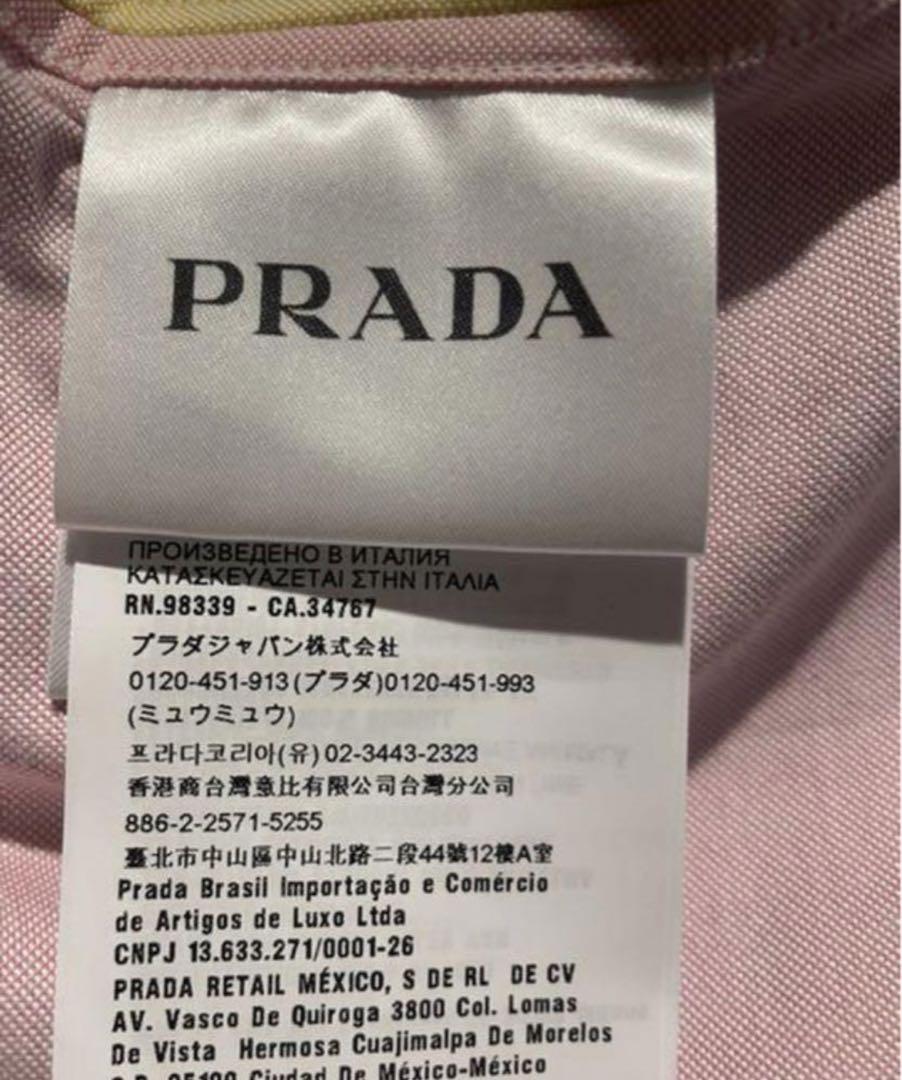 PRADA
ПРОИЗВЕДЕНО В ИТАЛИЯ
ΚΑΤΑΣΚΕΥΑΖΕΤΑΙ ΣΤΗΝ ΙΤΑΛΙΑ
RN.98339 - CA.34767
プラダジャパン株式会社
0120-451-913(プラダ)0120-451-993
(ミュウミュウ)
프라다코리아(유) 02-3443-2323
香港商台灣意比有限公司台灣分公司
886-2-2571-5255
臺北市中山區中山北路二段44號12樓A室
Prada Brasil Importação e Comércio
de Artigos de Luxo Ltda
CNPJ 13.633.271/0001-26
PRADA RETAIL MÉXICO, S DE RL DE CV
AV. Vasco De Quiroga 3800 Col. Lomas
De Vista Hermosa Cuajimalpa De Morelos
Ciudad De México-México